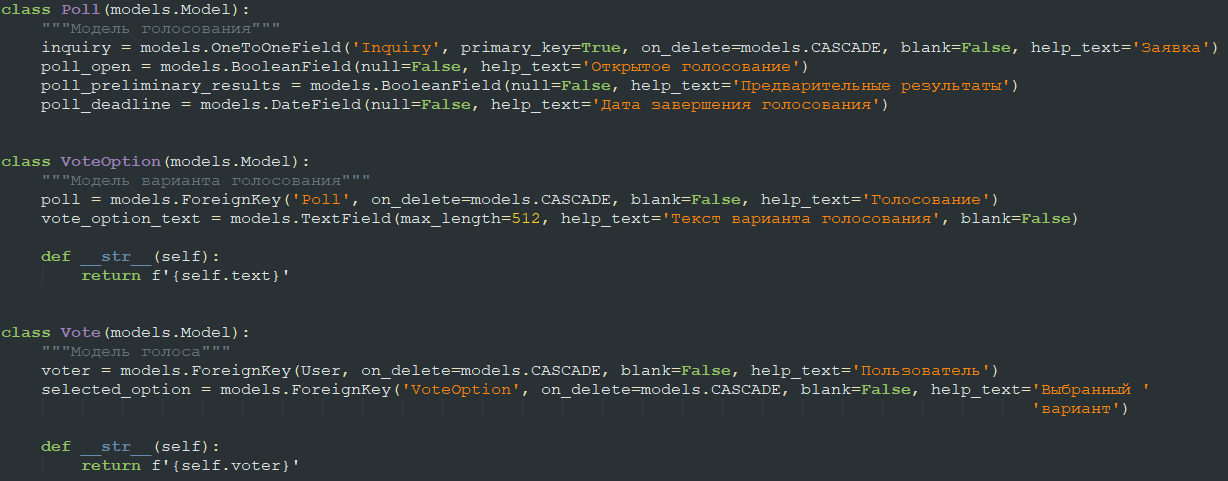 class Poll(models.Model):
    """Модель голосования"""
    inquiry = models.OneToOneField('Inquiry', primary_key=True, on_delete=models.CASCADE, blank=False, help_text='Заявка')
    poll_open = models.BooleanField(null=False, help_text='Открытое голосование')
    poll_preliminary_results = models.BooleanField(null=False, help_text='Предварительные результаты')
    poll_deadline = models.DateField(null=False, help_text='Дата завершения голосования')
class VoteOption(models.Model):
    """Модель варианта голосования"""
    poll = models.ForeignKey('Poll', on_delete=models.CASCADE, blank=False, help_text='Голосование')
    vote_option_text = models.TextField(max_length=512, help_text='Текст варианта голосования', blank=False)
    def __str__(self):
        return f'{self.text}'
class Vote(models.Model):
    """Модель голоса"""
    voter = models.ForeignKey(User, on_delete=models.CASCADE, blank=False, help_text='Пользователь')
    selected_option = models.ForeignKey('VoteOption', on_delete=models.CASCADE, blank=False, help_text='Выбранный '
                                                                                                       'вариант')
    def __str__(self):
        return f'{self.voter}'